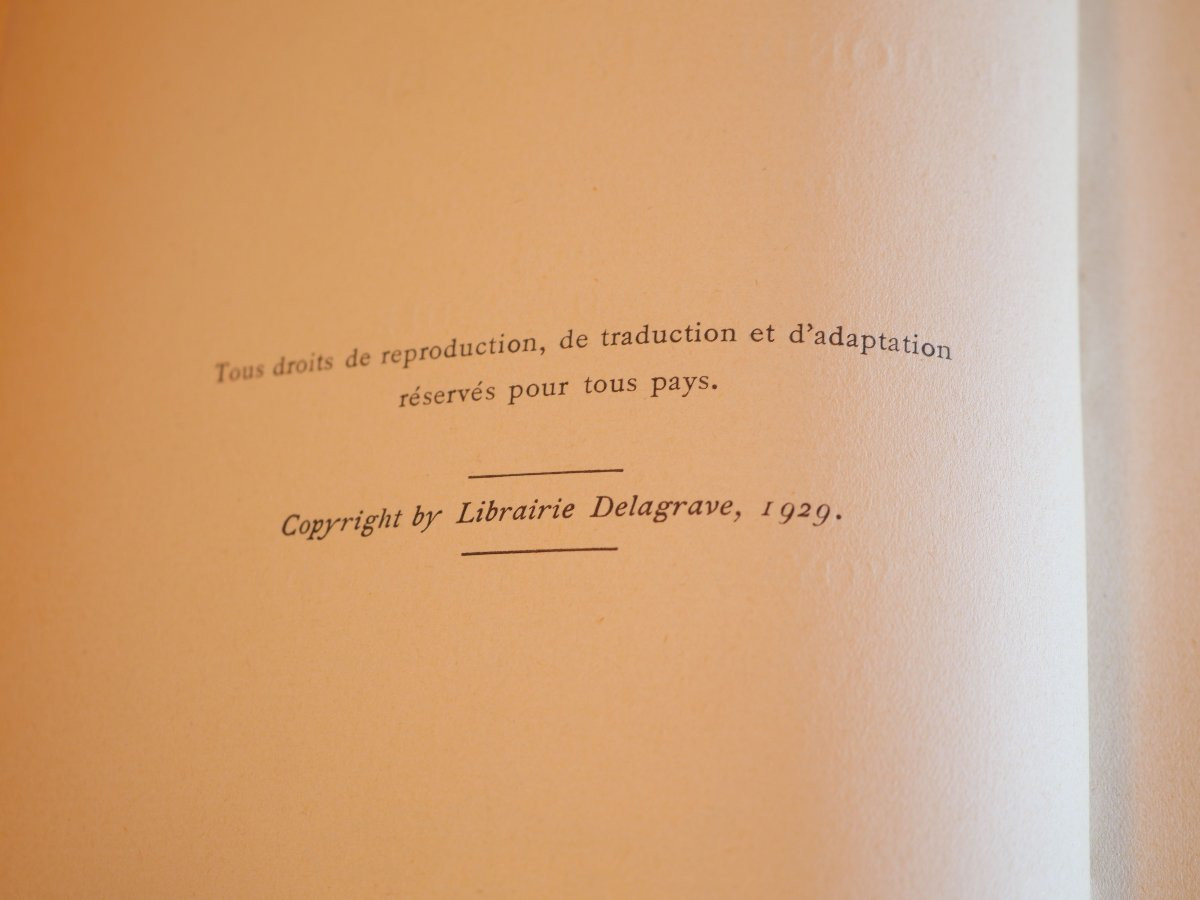 Tous droits de reproduction, de traduction et d'adaptation
réservés pour tous pays.
Copyright by Librairie Delagrave, 1929.